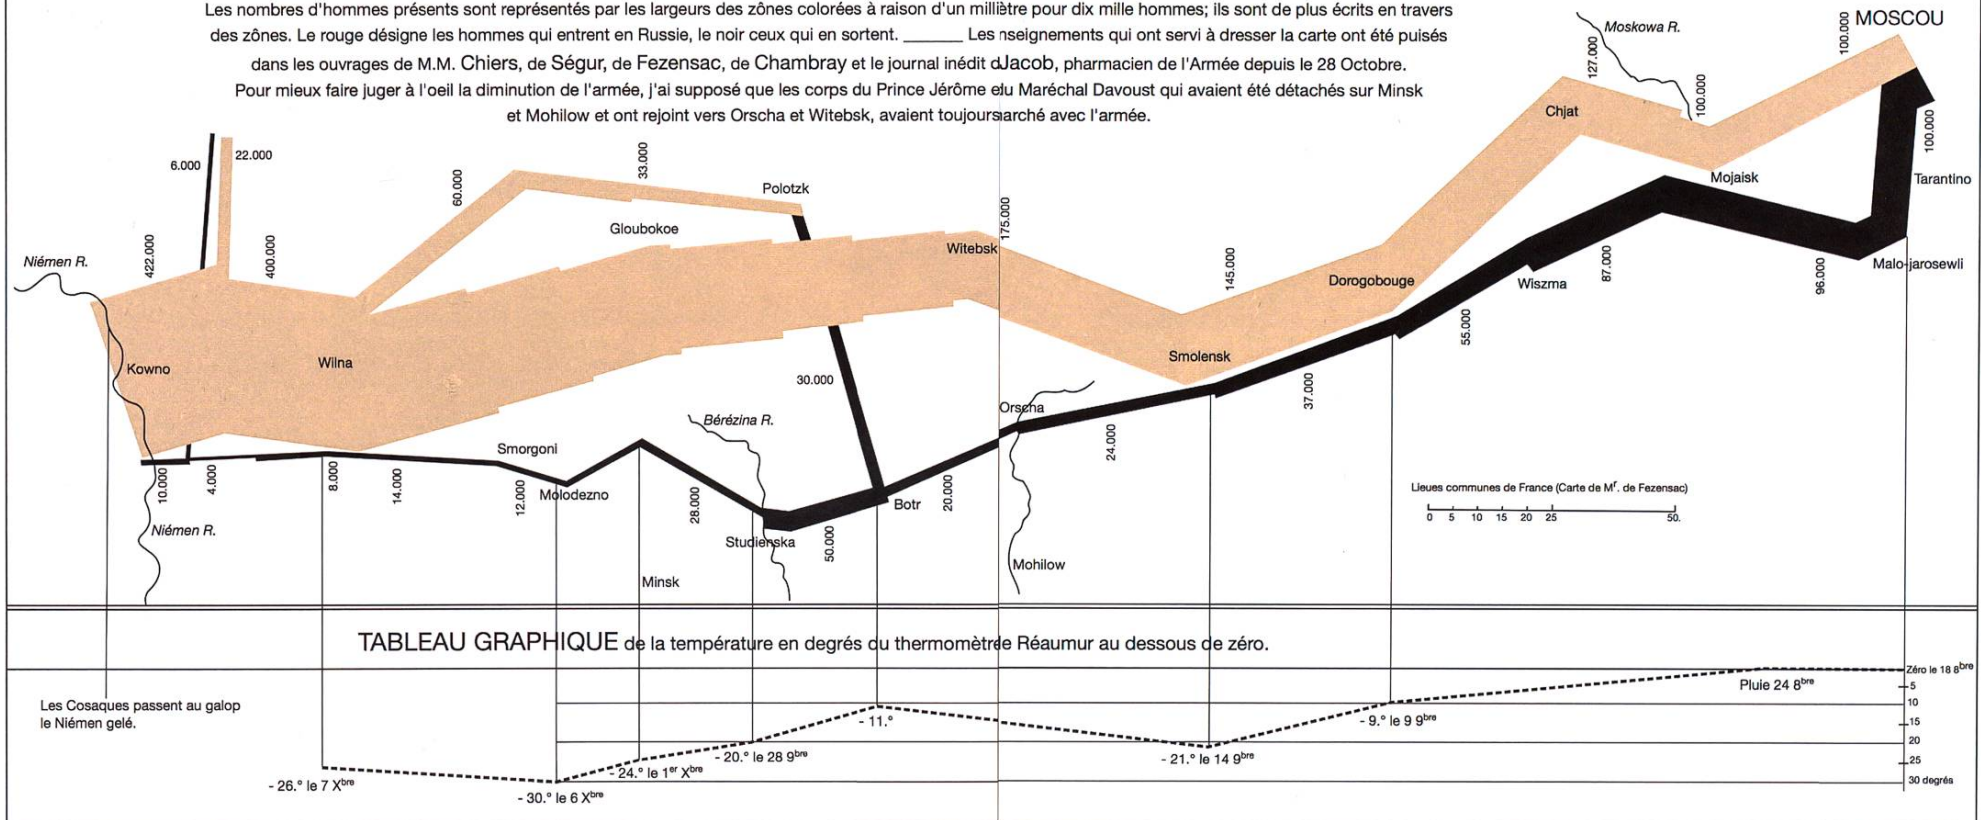 Les nombres d'hommes présents sont représentés par les largeurs des zônes colorées à raison d'un milliètre pour dix mille hommes; ils sont de plus écrits en travers
des zônes. Le rouge désigne les hommes qui entrent en Russie, le noir ceux qui en sortent. ______ Les nseignements qui ont servi à dresser la carte ont été puisés
dans les ouvrages de M.M. Chiers, de Ségur, de Fezensac, de Chambray et le journal inédit dJacob, pharmacien de l'Armée depuis le 28 Octobre.
Pour mieux faire juger à l'oeil la diminution de l'armée, j'ai supposé que les corps du Prince Jérôme edu Maréchal Davoust qui avaient été détachés sur Minsk
et Mohilow et ont rejoint vers Orscha et Witebsk, avaient toujoursarché avec l'armée.
MOSCOU
Moskowa R.
100.000
127.000
100.000
Chjat
100.000
6.000
22.000
33.000
60.000
Polotzk
Mojaisk
Tarantino
Gloubokoe
175.000
Witebsk
Niémen R.
422.000
400.000
145.000
Dorogobouge
87.000
Wiszma
96.000
Malo-jarosewli
55.000
Kowno
Wilna
Smolensk
30.000
37.000
Orscha
Bérézina R.
24.000
Smorgoni
10.000
4.000
8.000
14.000
12.000
Molodezno
28.000
Botr
20.000
Lieues communes de France (Carte de Mr. de Fezensac)
0 5 10 15 20 25 50.
Niémen R.
Studienska
50.000
Mohilow
Minsk
TABLEAU GRAPHIQUE de la température en degrés du thermomètrde Réaumur au dessous de zéro.
Zéro le 18 8bre
Pluie 24 8bre
5
10
15
20
25
30 degrés
Les Cosaques passent au galop
le Niémen gelé.
- 11.°
- 9.° le 9 9bre
- 20.° le 28 9bre
- 21.° le 14 9bre
- 24.° le 1er Xbre
- 26.° le 7 Xbre
- 30.° le 6 Xbre